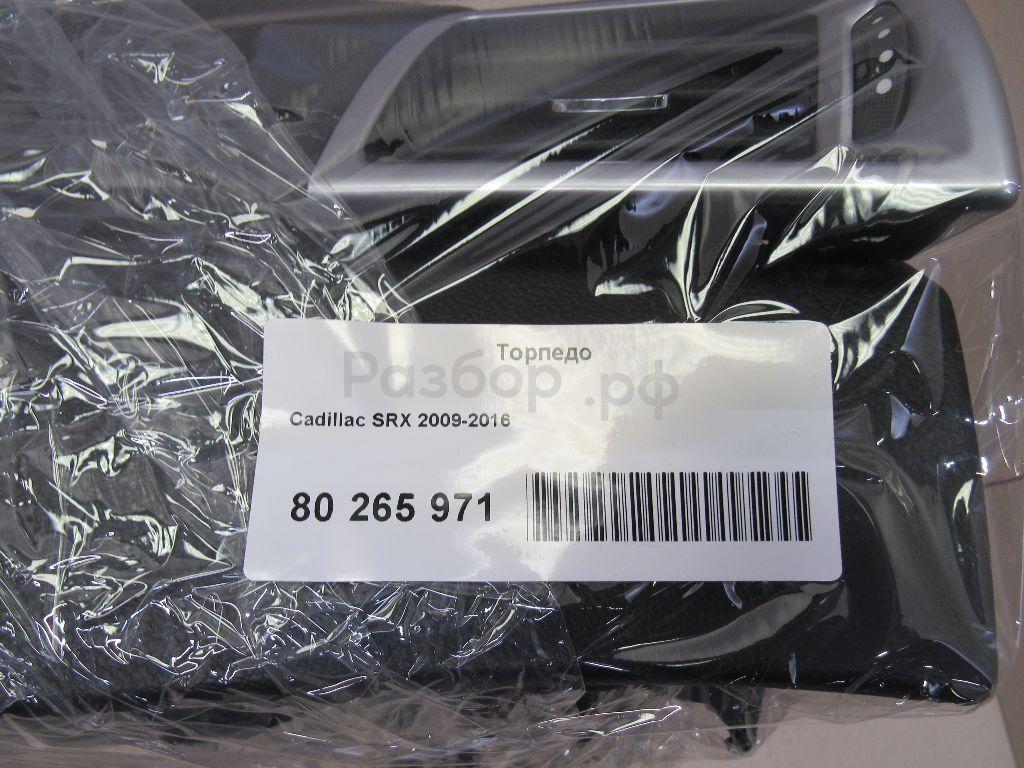 Торпедо
Разбор.рф
Cadillac SRX 2009-2016
80 265 971